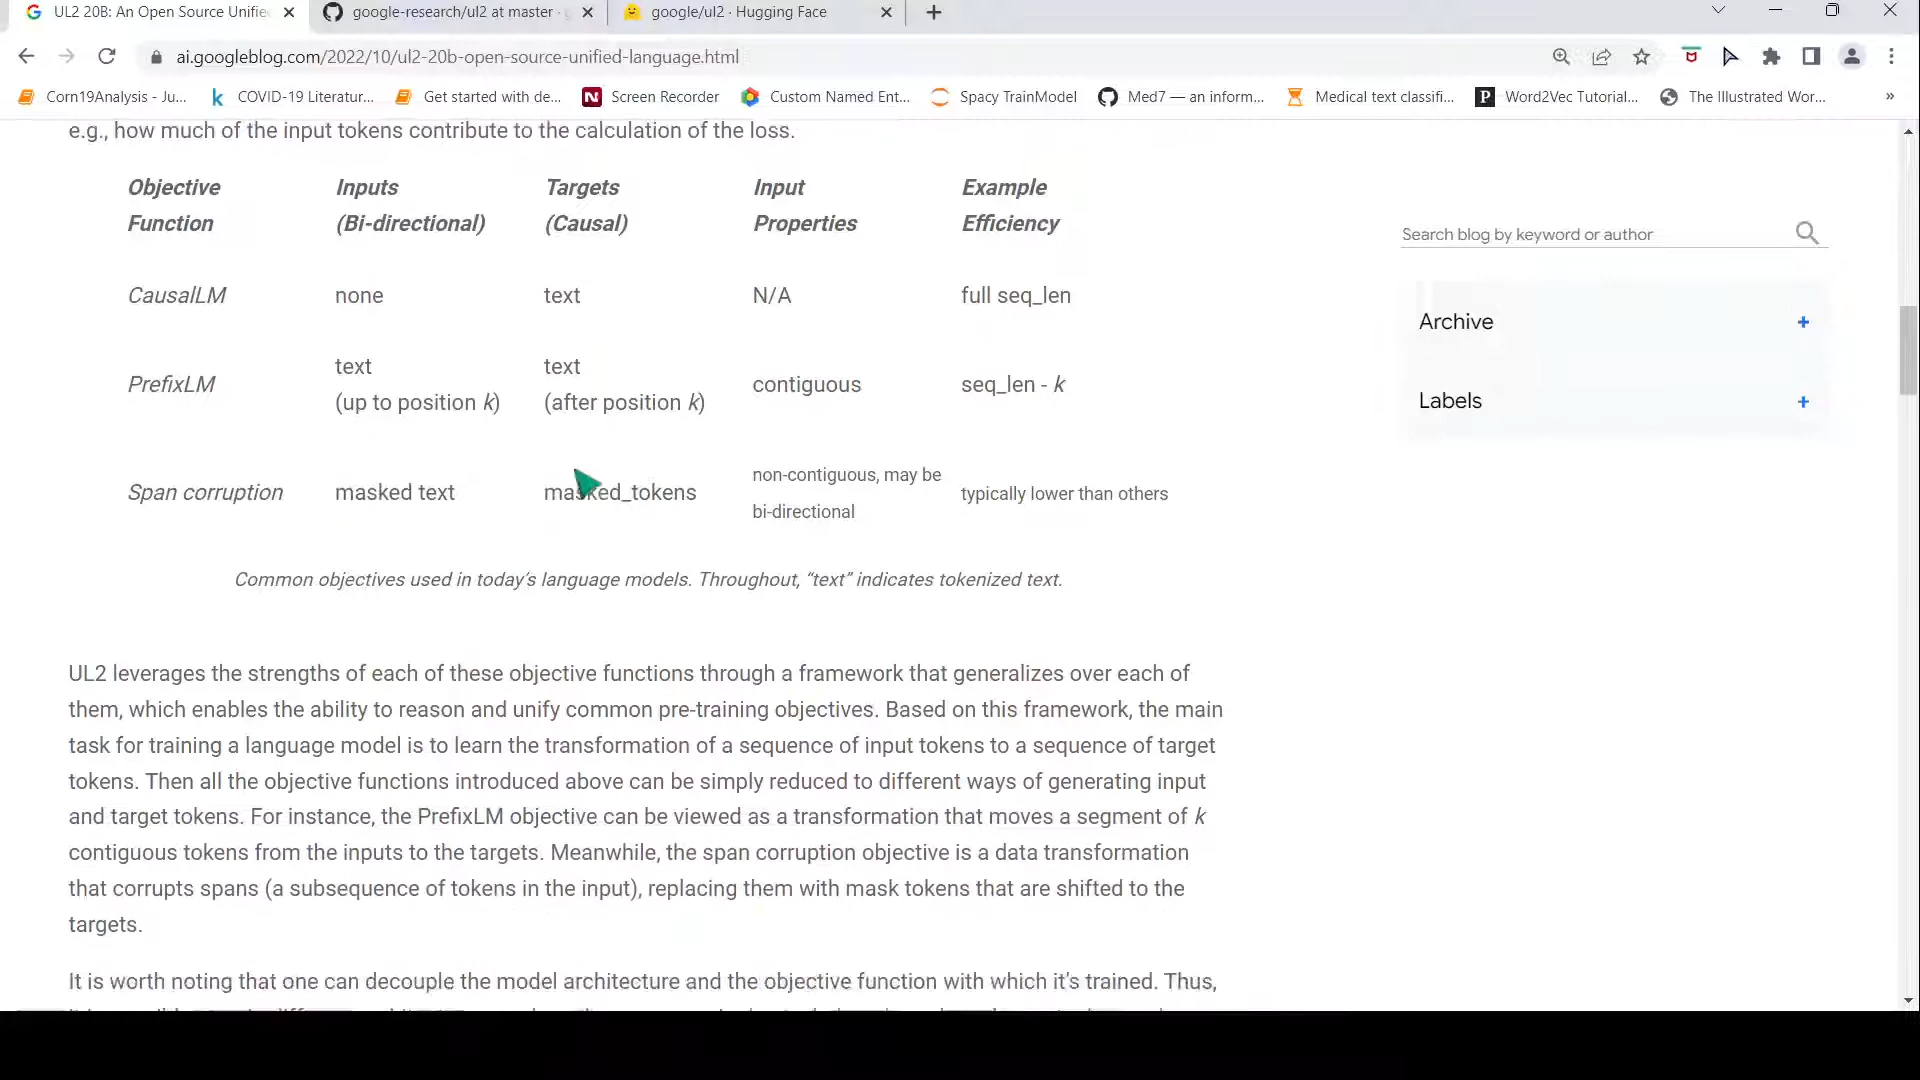 UL2 20B: An Open Source Unifie
google-research/ul2 at master ·
google/ul2 · Hugging Face
ai.googleblog.com/2022/10/ul2-20b-open-source-unified-language.html
Corn19Analysis - Ju...
COVID-19 Literatur...
Get started with de...
Screen Recorder
Custom Named Ent...
Spacy TrainModel
Med7 — an inform...
Medical text classifi...
Word2Vec Tutorial...
The Illustrated Wor...
»
e.g., how much of the input tokens contribute to the calculation of the loss.
Objective Inputs Targets Input Example
Function (Bi-directional) (Causal) Properties Efficiency
CausalLM none text N/A full seq_len
text text
PrefixLM contiguous seq_len - k
(up to position k) (after position k)
non-contiguous, may be
Span corruption masked text masked_tokens typically lower than others
bi-directional
Common objectives used in today's language models. Throughout, “text” indicates tokenized text.
UL2 leverages the strengths of each of these objective functions through a framework that generalizes over each of
them, which enables the ability to reason and unify common pre-training objectives. Based on this framework, the main
task for training a language model is to learn the transformation of a sequence of input tokens to a sequence of target
tokens. Then all the objective functions introduced above can be simply reduced to different ways of generating input
and target tokens. For instance, the PrefixLM objective can be viewed as a transformation that moves a segment of k
contiguous tokens from the inputs to the targets. Meanwhile, the span corruption objective is a data transformation
that corrupts spans (a subsequence of tokens in the input), replacing them with mask tokens that are shifted to the
targets.
It is worth noting that one can decouple the model architecture and the objective function with which it's trained. Thus,
Search blog by keyword or author
Archive +
Labels +